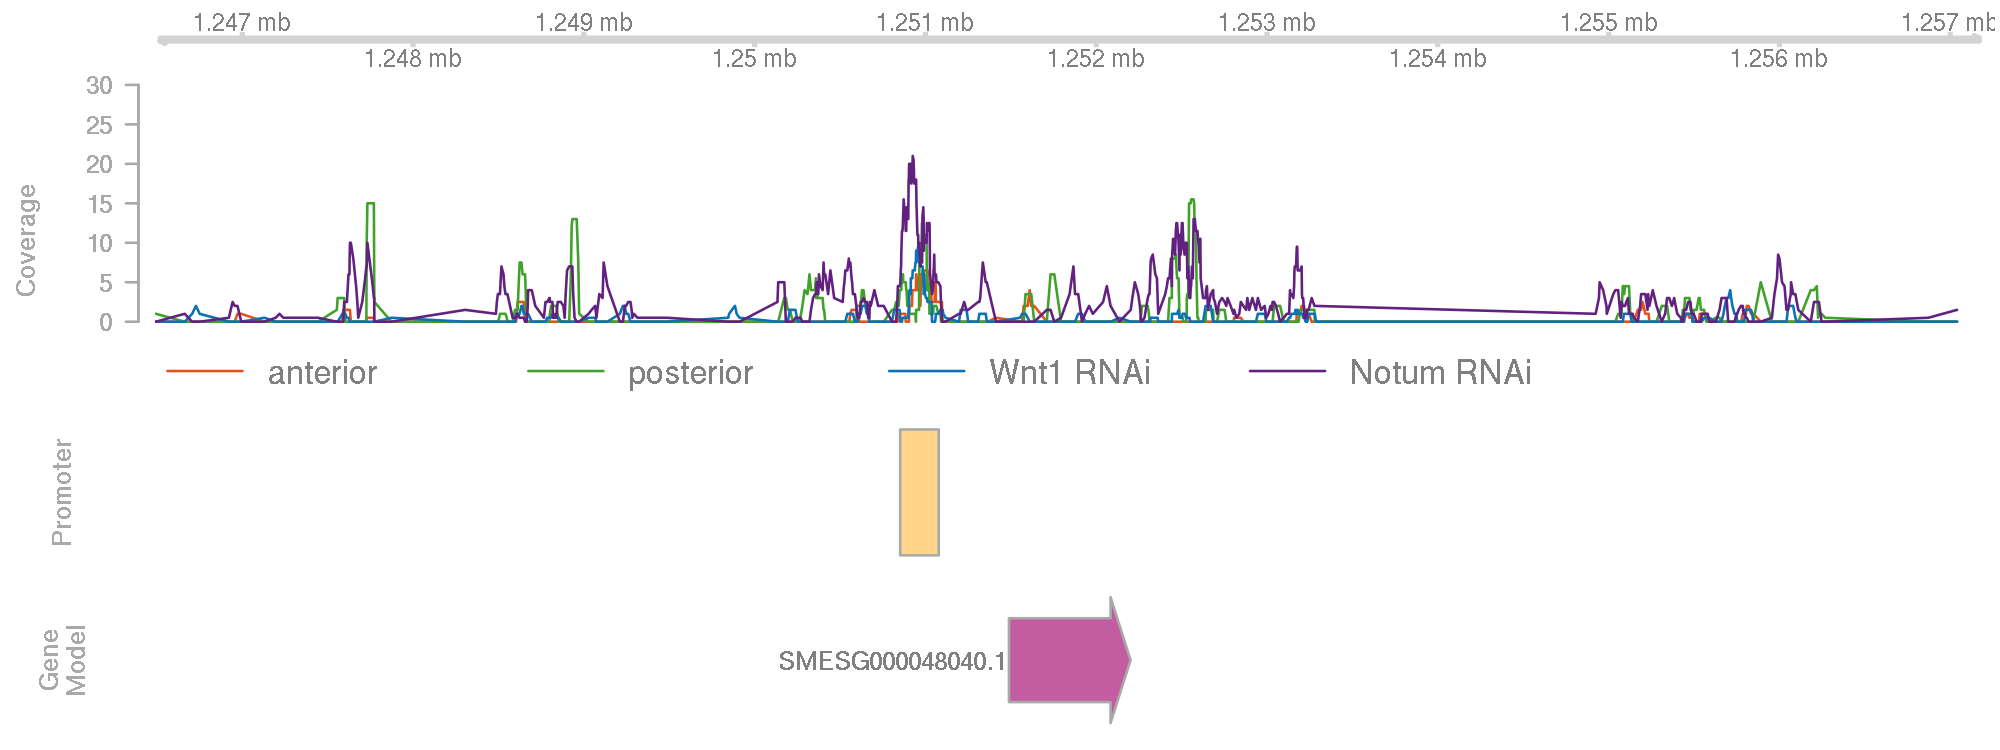 1.247 mb 1.249 mb 1.251 mb 1.253 mb 1.255 mb 1.257 mb
1.248 mb 1.25 mb 1.252 mb 1.254 mb 1.256 mb
30
25
20
15
10
5
0
Coverage
anterior posterior Wnt1 RNAi Notum RNAi
Promoter
Gene
Model
SMESG000048040.1